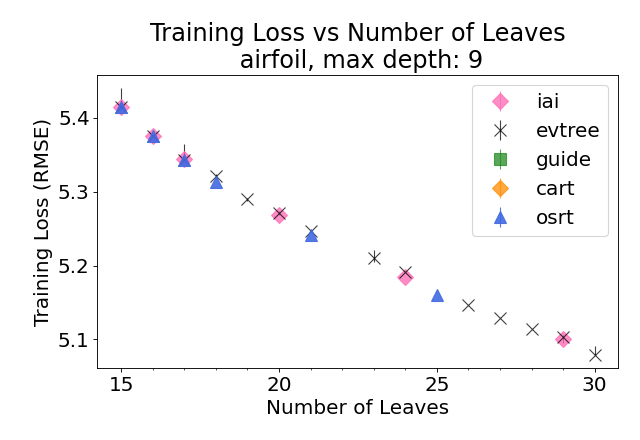 Training Loss vs Number of Leaves
airfoil, max depth: 9
Training Loss (RMSE)
5.4
5.3
5.2
5.1
iai
evtree
guide
cart
osrt
15
20
25
30
Number of Leaves